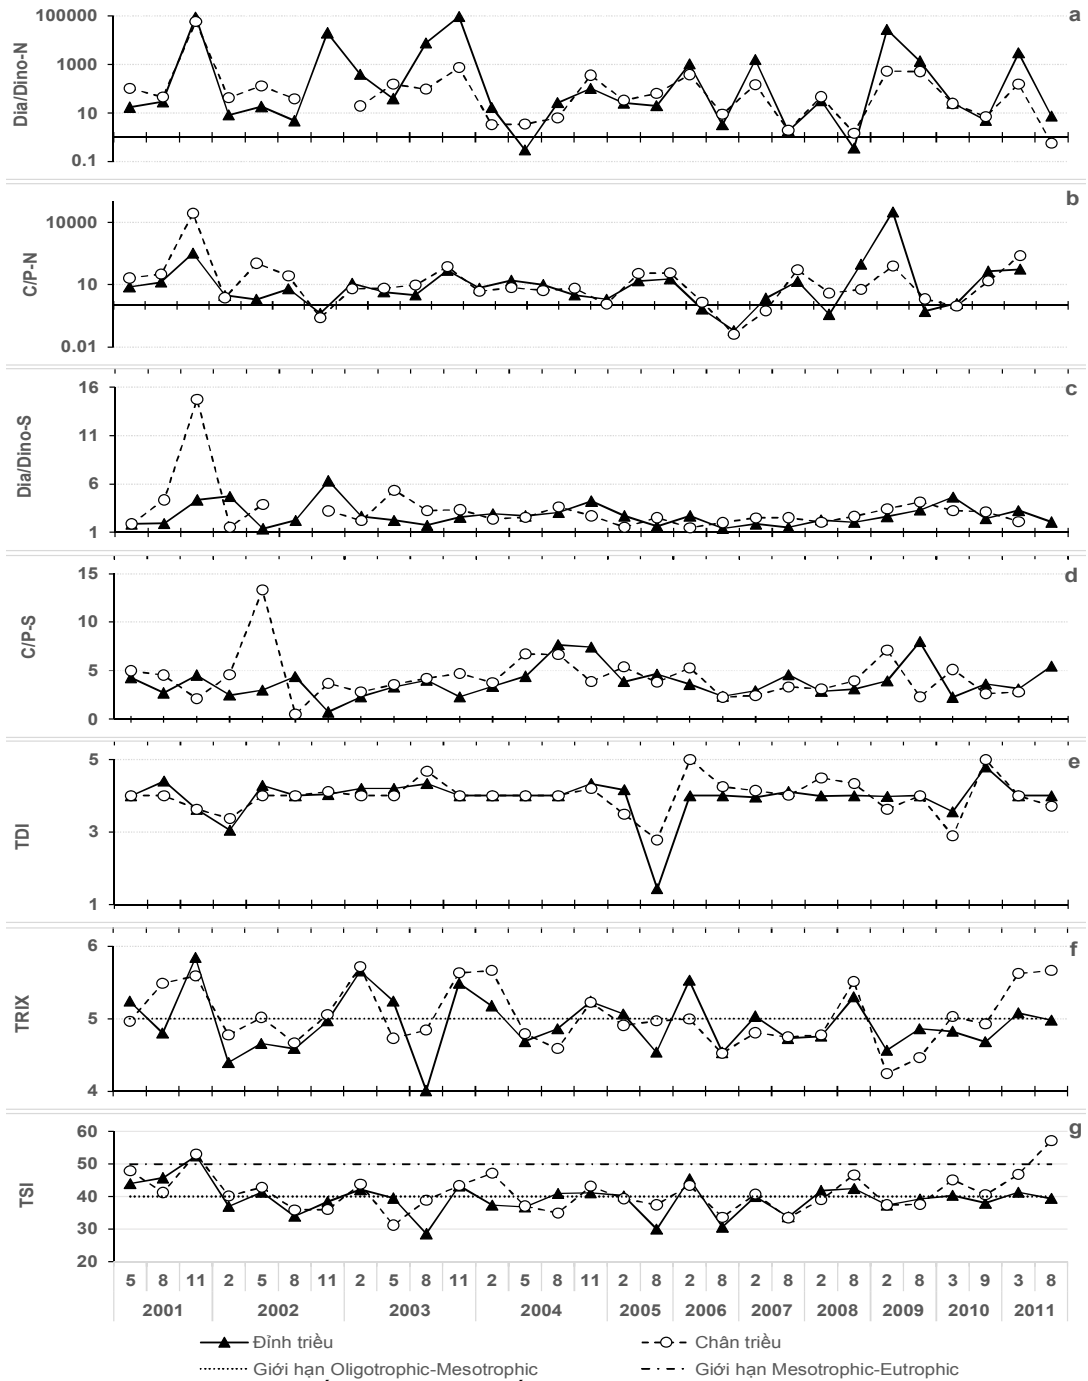 a
Dia/Dino-N
100000
1000
10
0.1
b
C/P-N
10000
10
0.01
c
Dia/Dino-S
16
11
6
1
d
C/P-S
15
10
5
0
e
TDI
5
3
1
f
TRIX
6
5
4
g
TSI
60
50
40
30
20
5 8 11 2 5 8 11 2 5 8 11 2 5 8 11 2 8 2 8 2 8 2 8 2 8 3 9 3 8
2001 2002 2003 2004 2005 2006 2007 2008 2009 2010 2011
Đỉnh triều Chân triều
Giới hạn Oligotrophic-Mesotrophic Giới hạn Mesotrophic-Eutrophic